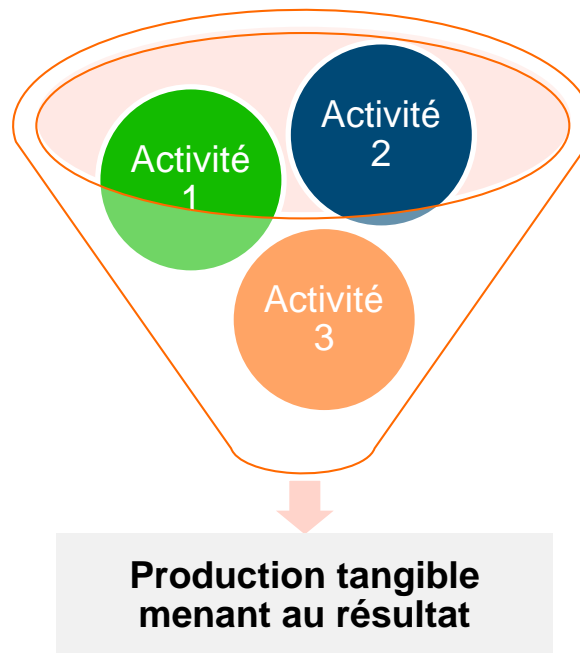 Activité
1
Activité
2
Activité
3
Production tangible
menant au résultat